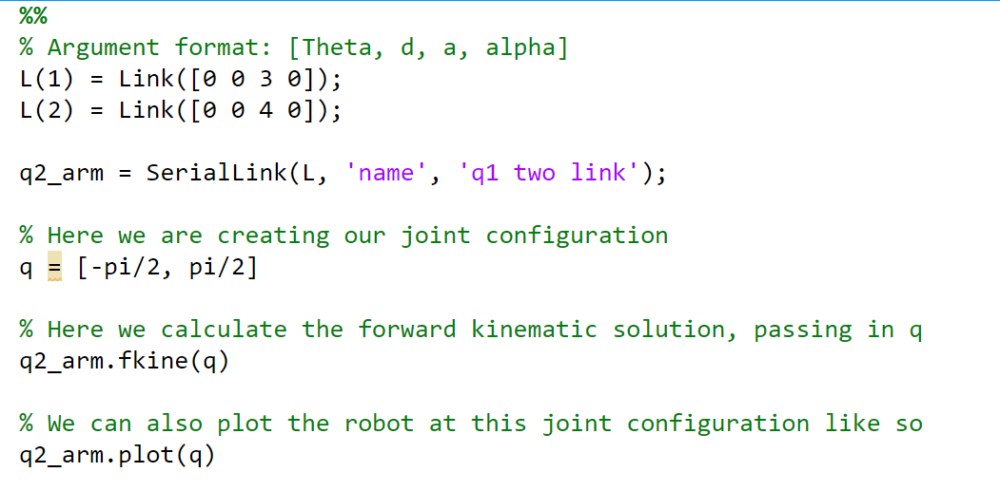 %%
% Argument format: [Theta, d, a, alpha]
L(1) = Link([0 0 3 0]);
L(2) = Link([0 0 4 0]);
q2_arm = SerialLink(L, 'name', 'q1 two link');
% Here we are creating our joint configuration
q = [-pi/2, pi/2]
% Here we calculate the forward kinematic solution, passing in q
q2_arm.fkine(q)
% We can also plot the robot at this joint configuration like so
q2_arm.plot(q)